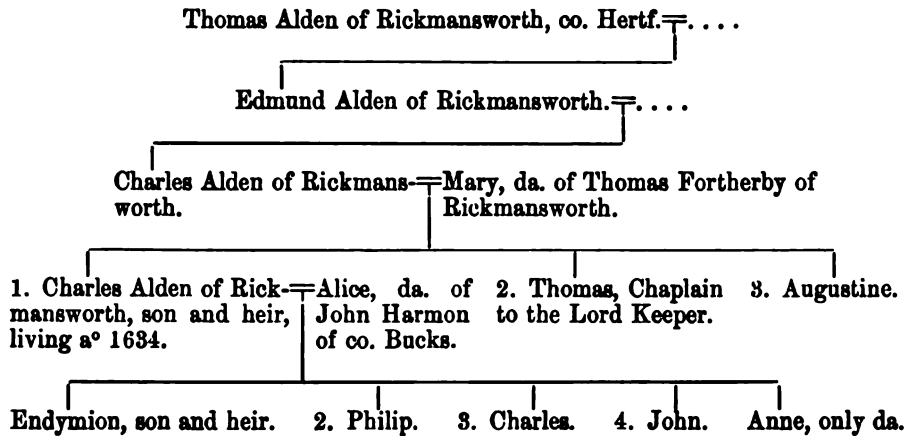 Thomas Alden of Rickmansworth, co. Hertf.=....
Edmund Alden of Rickmansworth.=....
Charles Alden of Rickmans-=Mary, da. of Thomas Fortherby of
worth. Rickmansworth.
1. Charles Alden of Rick-=Alice, da. of 2. Thomas, Chaplain 3. Augustine.
mansworth, son and heir, John Harmon to the Lord Keeper.
living aº 1634. of co. Bucks.
Endymion, son and heir. 2. Philip. 3. Charles. 4. John. Anne, only da.